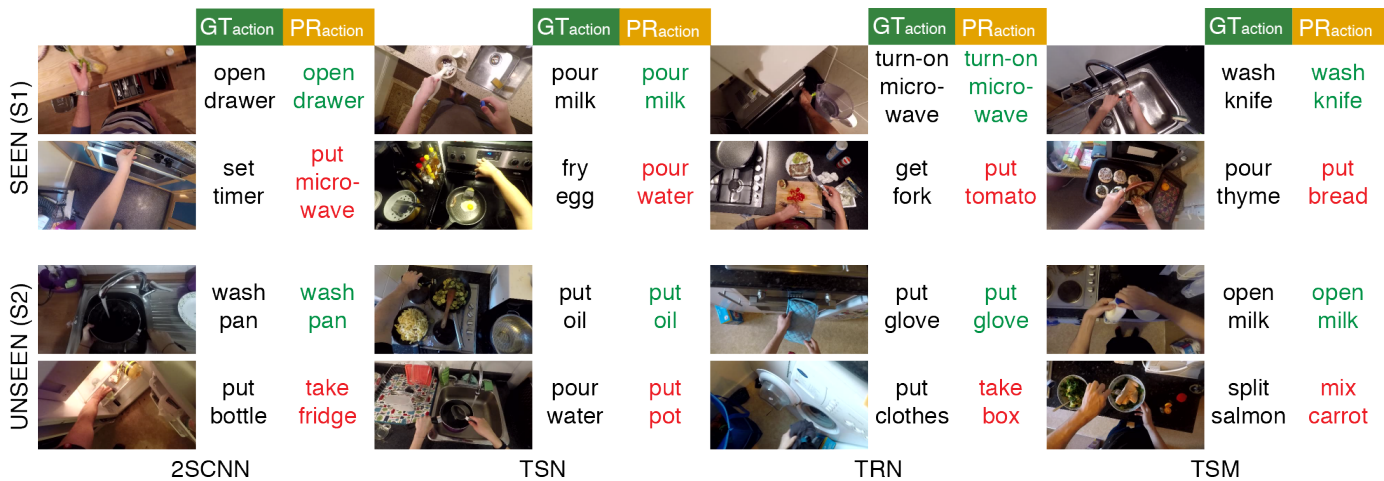 GTaction PRaction GTaction PRaction GTaction PRaction GTaction PRaction
SEEN (S1)
open
drawer
open
drawer
pour
milk
pour
milk
turn-on
micro-
wave
turn-on
micro-
wave
wash
knife
wash
knife
set
timer
put
micro-
wave
fry
egg
pour
water
get
fork
put
tomato
pour
thyme
put
bread
UNSEEN (S2)
wash
pan
wash
pan
put
oil
put
oil
put
glove
put
glove
open
milk
open
milk
put
bottle
take
fridge
pour
water
put
pot
put
clothes
take
box
split
salmon
mix
carrot
2SCNN TSN TRN TSM